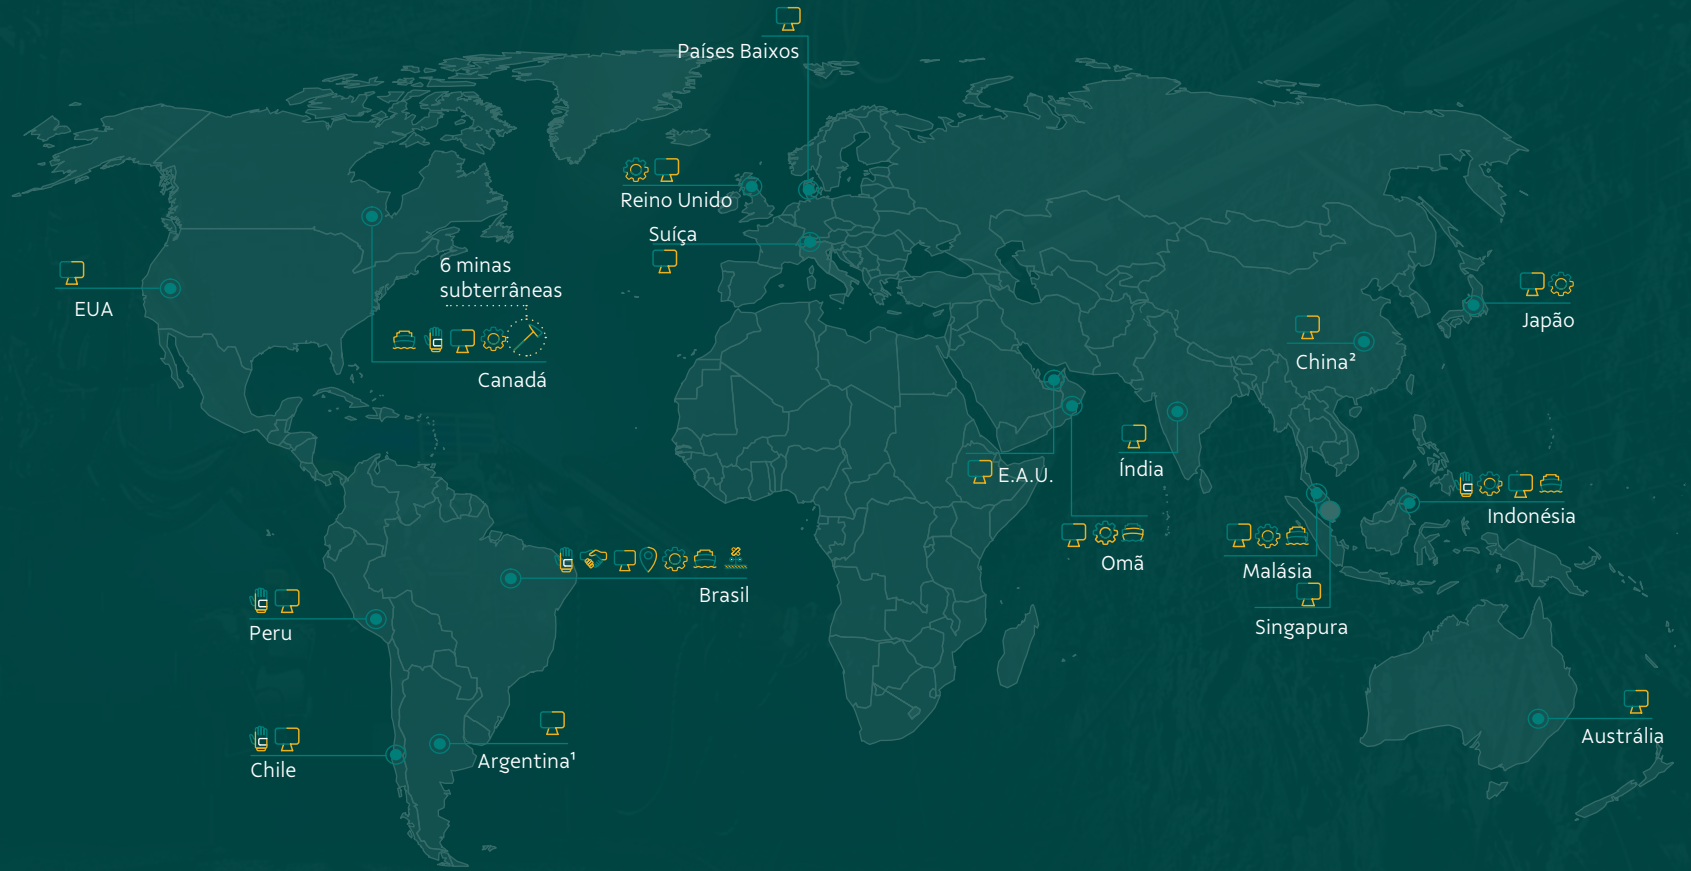 Países Baixos
Reino Unido
Suíça
6 minas
subterrâneas
EUA
Canadá
Japão
China²
E.A.U.
Índia
Indonésia
Omã
Malásia
Brasil
Singapura
Peru
Austrália
Argentina¹
Chile